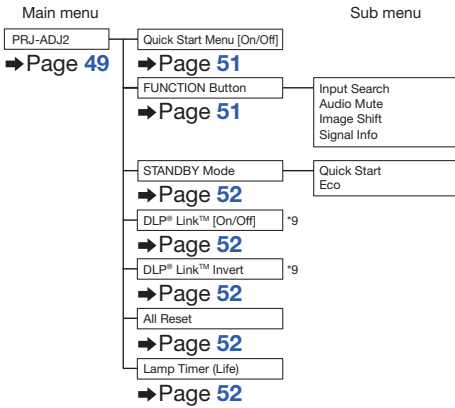 Main menu
Sub menu
PRJ-ADJ2
➡Page 49
Quick Start Menu [On/Off]
➡Page 51
FUNCTION Button
➡Page 51
Input Search
Audio Mute
Image Shift
Signal Info
STANDBY Mode
➡Page 52
Quick Start
Eco
DLP® Link™ [On/Off] *9
➡Page 52
DLP® Link™ Invert *9
➡Page 52
All Reset
➡Page 52
Lamp Timer (Life)
➡Page 52